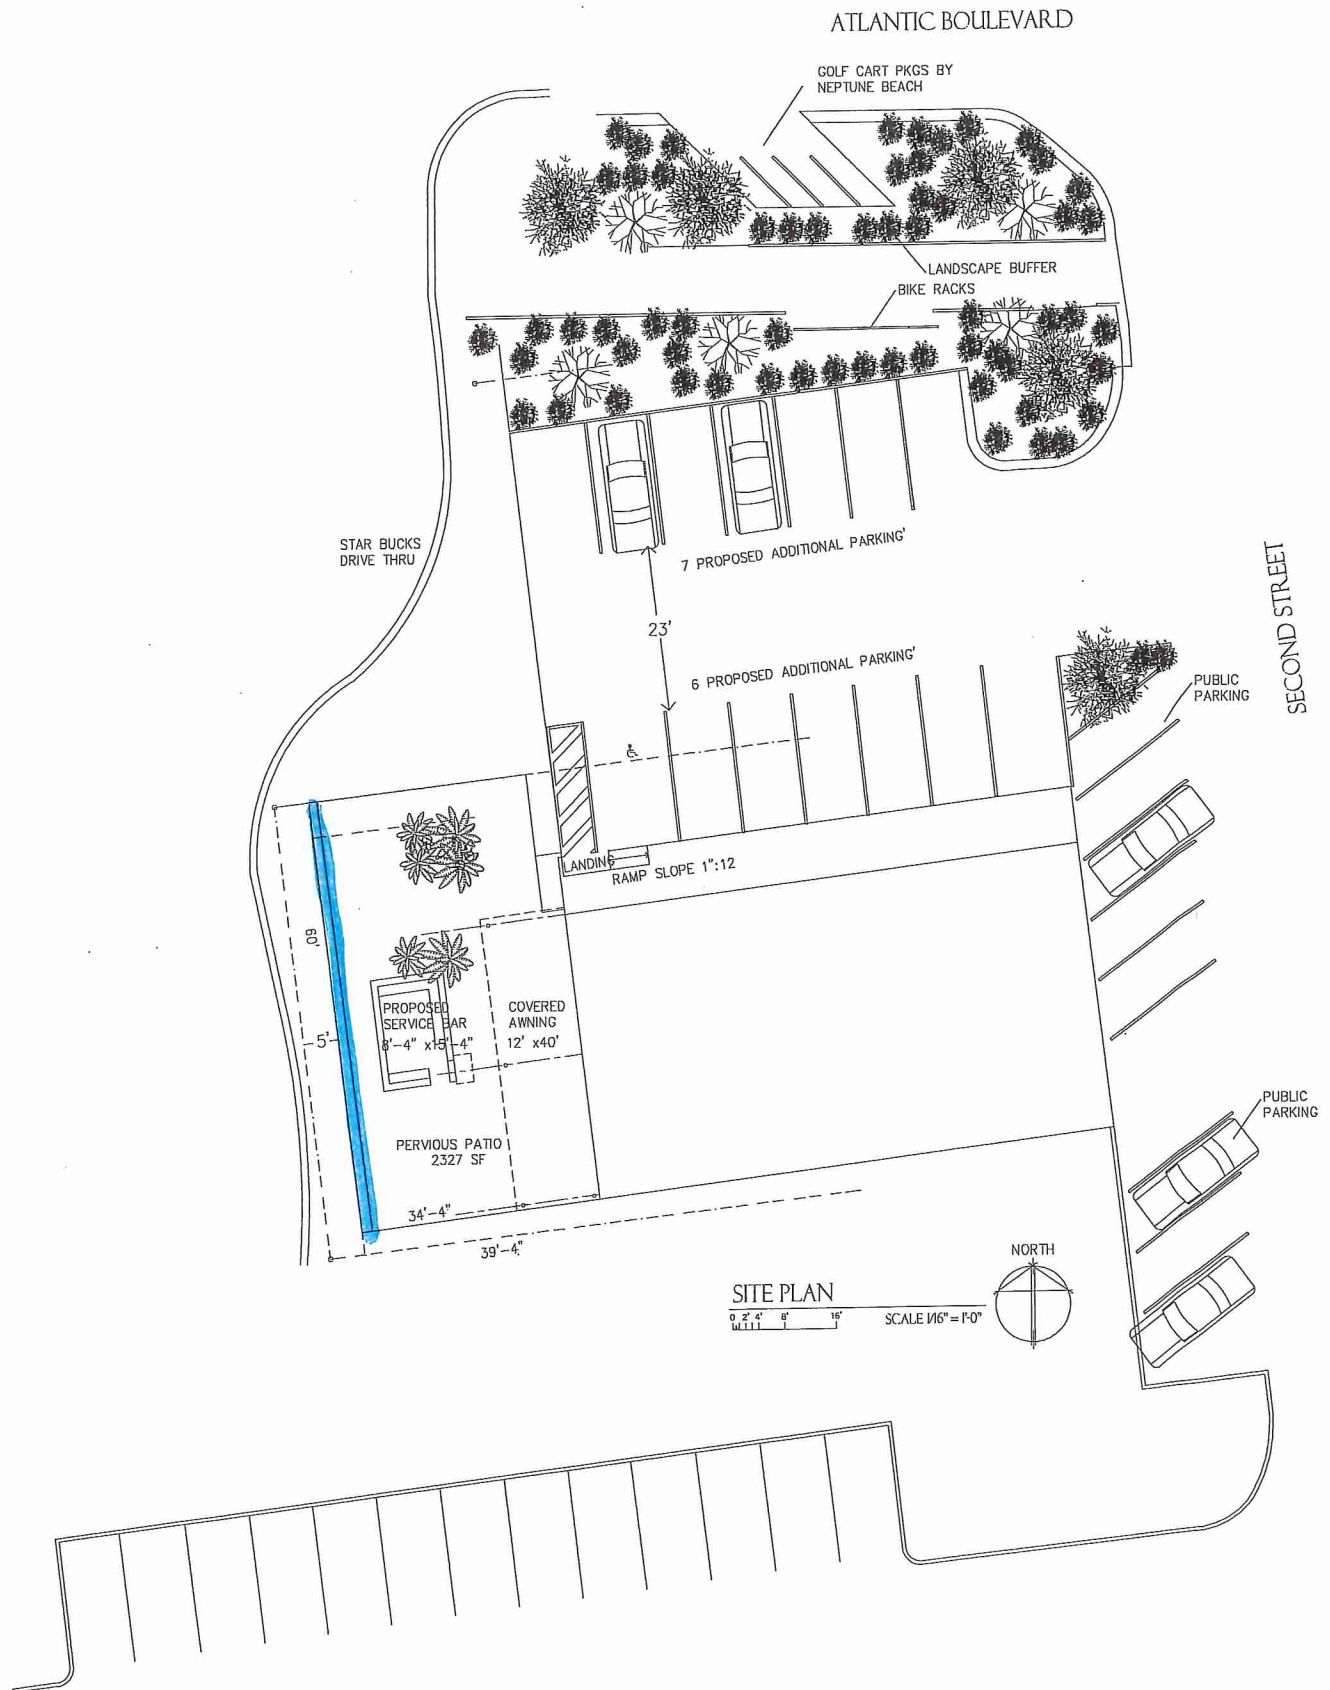 ATLANTIC BOULEVARD
GOLF CART PKGS BY
NEPTUNE BEACH
LANDSCAPE BUFFER
BIKE RACKS
STAR BUCKS
DRIVE THRU
7 PROPOSED ADDITIONAL PARKING'
23'
6 PROPOSED ADDITIONAL PARKING'
SECOND STREET
PUBLIC
PARKING
LANDING
RAMP SLOPE 1":12
60'
5'
PROPOSED
SERVICE BAR
8'-4" x15'-4"
COVERED
AWNING
12' x40'
PERVIOUS PATIO
2327 SF
34'-4"
39'-4"
PUBLIC
PARKING
NORTH
SITE PLAN
0 2' 4' 8' 16'
SCALE 1/16" = 1'-0"